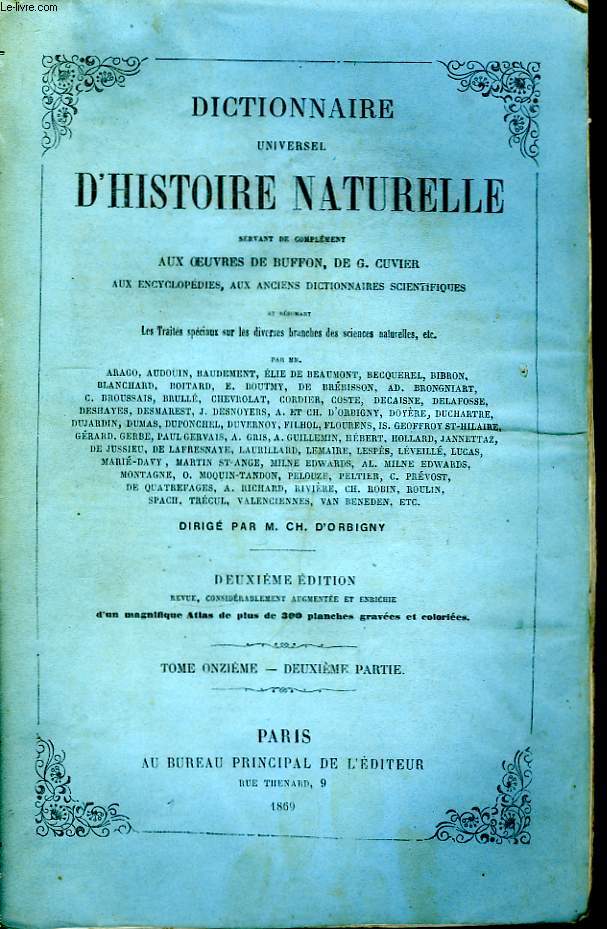 Le-livre.com
DICTIONNAIRE
UNIVERSEL
D'HISTOIRE NATURELLE
SERVANT DE COMPLÉMENT
AUX ŒUVRES DE BUFFON, DE G. CUVIER
AUX ENCYCLOPÉDIES, AUX ANCIENS DICTIONNAIRES SCIENTIFIQUES
ET RÉSUMANT
Les Traités spéciaux sur les diverses branches des sciences naturelles, etc.
PAR MM.
ARAGO, AUDOUIN, BAUDEMENT, ÉLIE DE BEAUMONT, BECQUEREL, BIBRON,
BLANCHARD, BOITARD, E. BOUTMY, DE BRÉBISSON, AD. BRONGNIART,
C. BROUSSAIS, BRULLÉ, CHEVROLAT, CORDIER, COSTE, DECAISNE, DELAFOSSE,
DESHAYES, DESMAREST, J. DESNOYERS, A. ET CH. D'ORBIGNY, DOYÈRE, DUCHARTRE,
DUJARDIN, DUMAS, DUPONCHEL, DUVERNOY, FILHOL, FLOURENS, IS. GEOFFROY ST-HILAIRE,
GÉRARD, GERBE, PAUL GERVAIS, A. GRIS, A. GUILLEMIN, HÉBERT, HOLLARD, JANNETTAZ,
DE JUSSIEU, DE LAFRESNAYE, LAURILLARD, LEMAIRE, LESPÉS, LÉVEILLÉ, LUCAS,
MARIÉ-DAVY, MARTIN ST-ANGE, MILNE EDWARDS, AL. MILNE EDWARDS,
MONTAGNE, O. MOQUIN-TANDON, PELOUZE, PELTIER, C. PRÉVOST,
DE QUATREFAGES, A. RICHARD, RIVIÈRE, CH. ROBIN, ROULIN,
SPACH, TRÉCUL, VALENCIENNES, VAN BENEDEN, ETC.
DIRIGÉ PAR M. CH. D'ORBIGNY
DEUXIÈME ÉDITION
REVUE, CONSIDÉRABLEMENT AUGMENTÉE ET ENRICHIE
d'un magnifique Atlas de plus de 300 planches gravées et coloriées.
TOME ONZIÈME — DEUXIÈME PARTIE.
PARIS
AU BUREAU PRINCIPAL DE L'ÉDITEUR
RUE THENARD, 9
1869